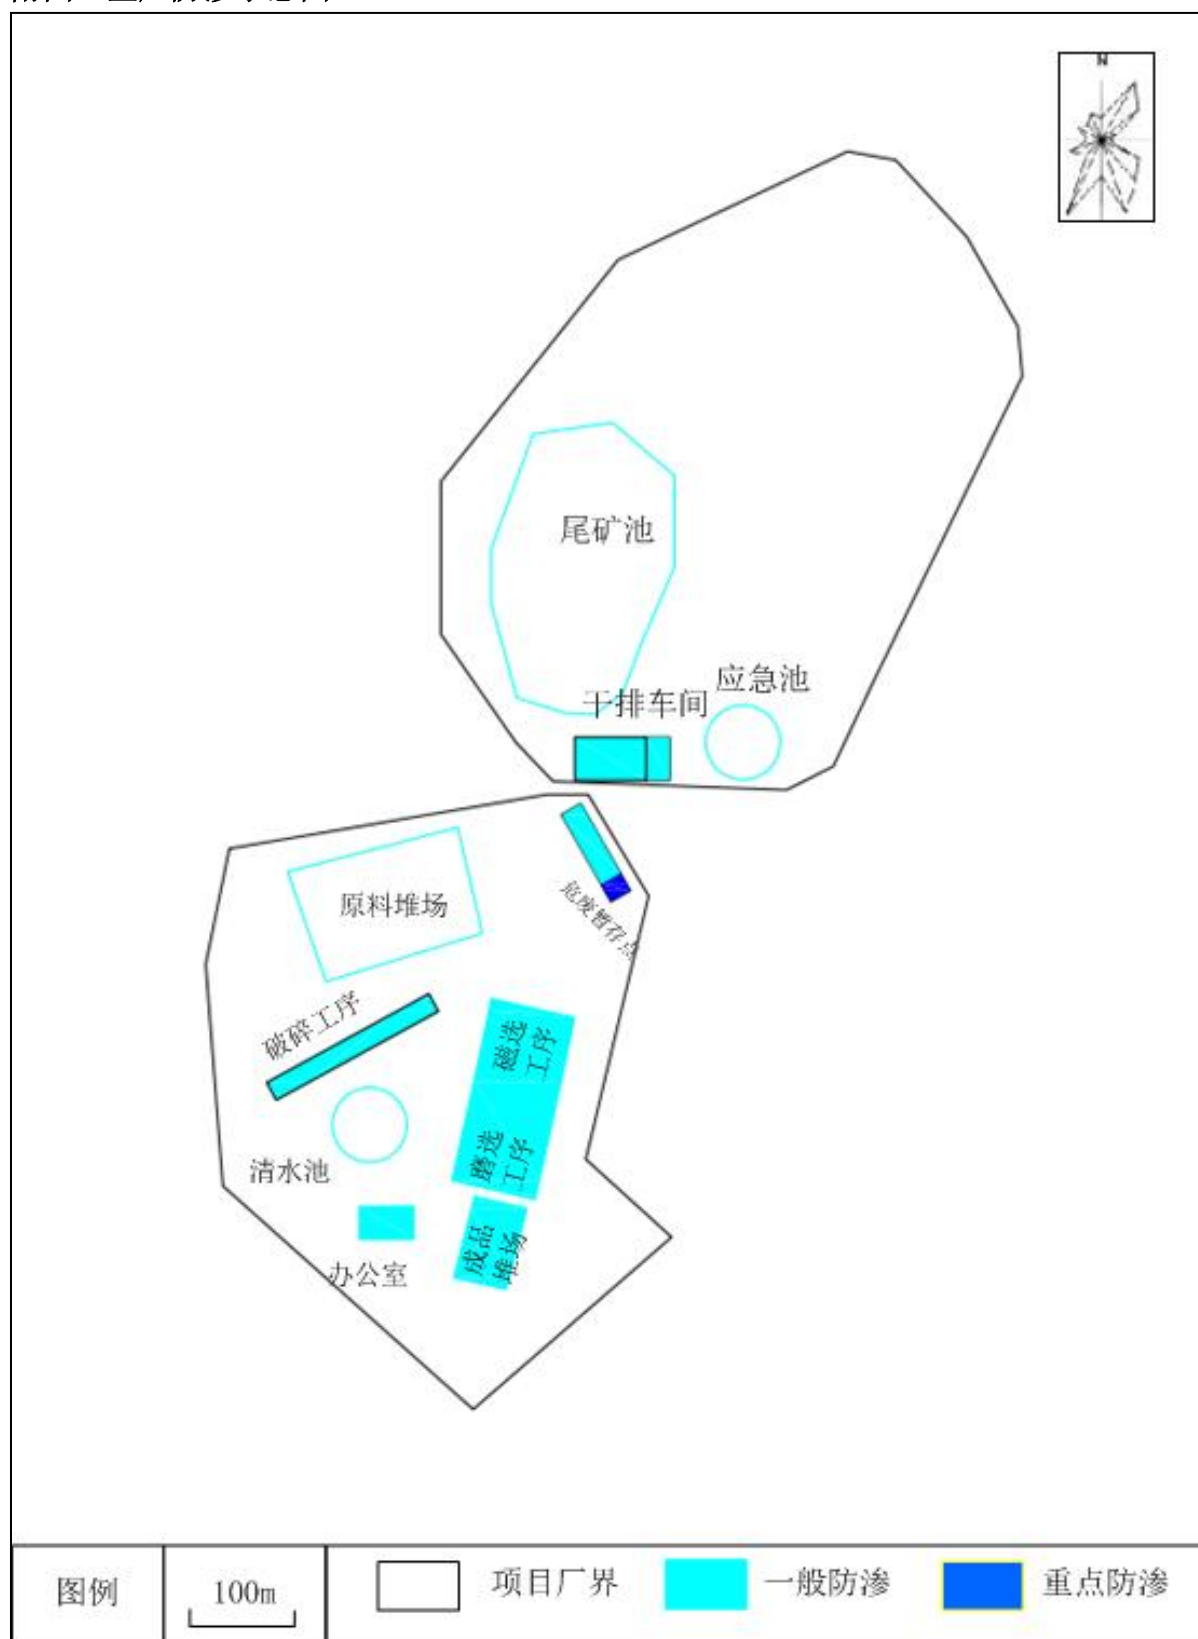 N
尾矿池
应急池
干排车间
原料堆场
危废暂存点
破碎工序
磁选
工序
磨选
工序
清水池
成品
堆场
办公室
图例
100m
项目厂界
一般防渗
重点防渗